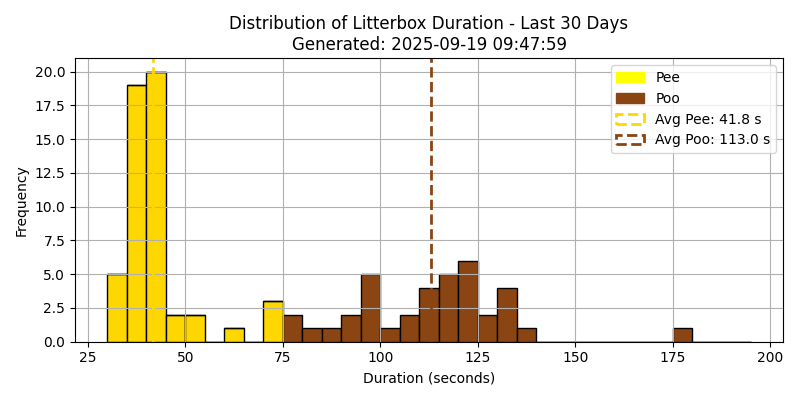 Distribution of Litterbox Duration - Last 30 Days
Generated: 2025-09-19 09:47:59
Pee
Poo
Avg Pee: 41.8 s
Avg Poo: 113.0 s
Frequency
20.0
17.5
15.0
12.5
10.0
7.5
5.0
2.5
0.0
25 50 75 100 125 150 175 200
Duration (seconds)